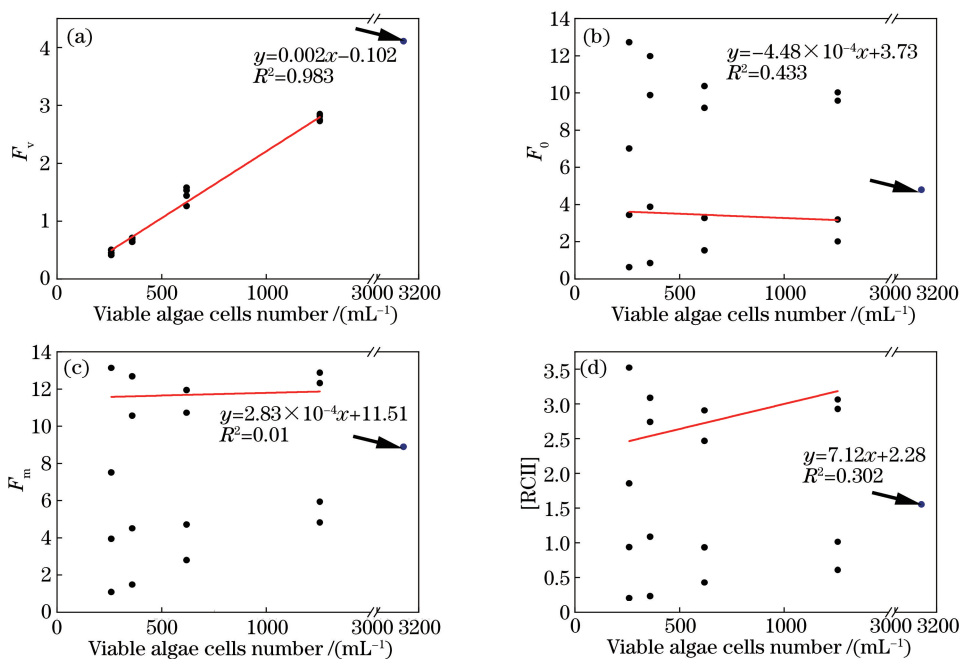 (a)
y=0.002x−0.102
R²=0.983
F_v
4
3
2
1
0
0 500 1000 3000 3200
Viable algae cells number /(mL⁻¹)
(b)
y=−4.48×10⁻⁴x+3.73
R²=0.433
F_0
14
12
10
8
6
4
2
0
0 500 1000 3000 3200
Viable algae cells number /(mL⁻¹)
(c)
y=2.83×10⁻⁴x+11.51
R²=0.01
F_m
14
12
10
8
6
4
2
0
0 500 1000 3000 3200
Viable algae cells number /(mL⁻¹)
(d)
y=7.12x+2.28
R²=0.302
[RCII]
3.5
3.0
2.5
2.0
1.5
1.0
0.5
0
0 500 1000 3000 3200
Viable algae cells number /(mL⁻¹)